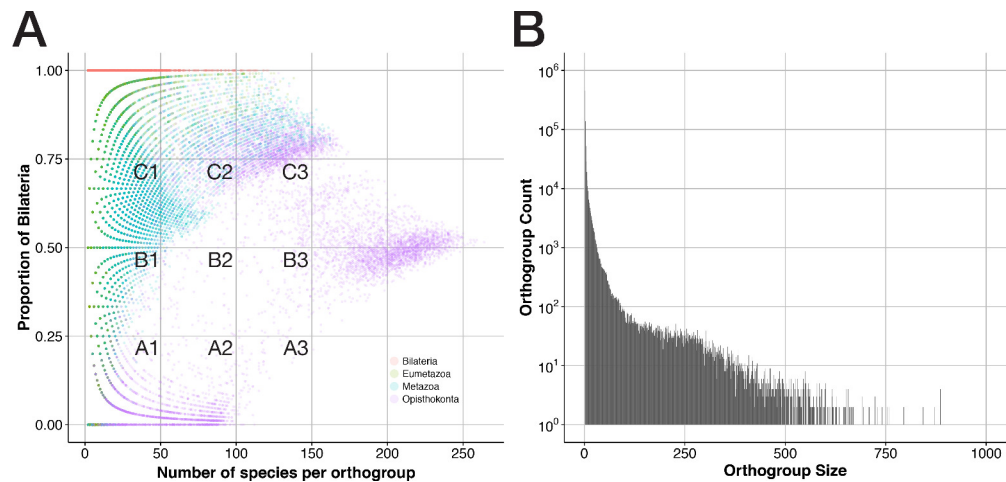 A
B
1.00
0.75
0.50
0.25
0.00
Proportion of Bilateria
C1 C2 C3
B1 B2 B3
A1 A2 A3
Bilateria
Eumetazoa
Metazoa
Opisthokonta
0 50 100 150 200 250
Number of species per orthogroup
10⁶
10⁵
10⁴
10³
10²
10¹
10⁰
Orthogroup Count
0 250 500 750 1000
Orthogroup Size